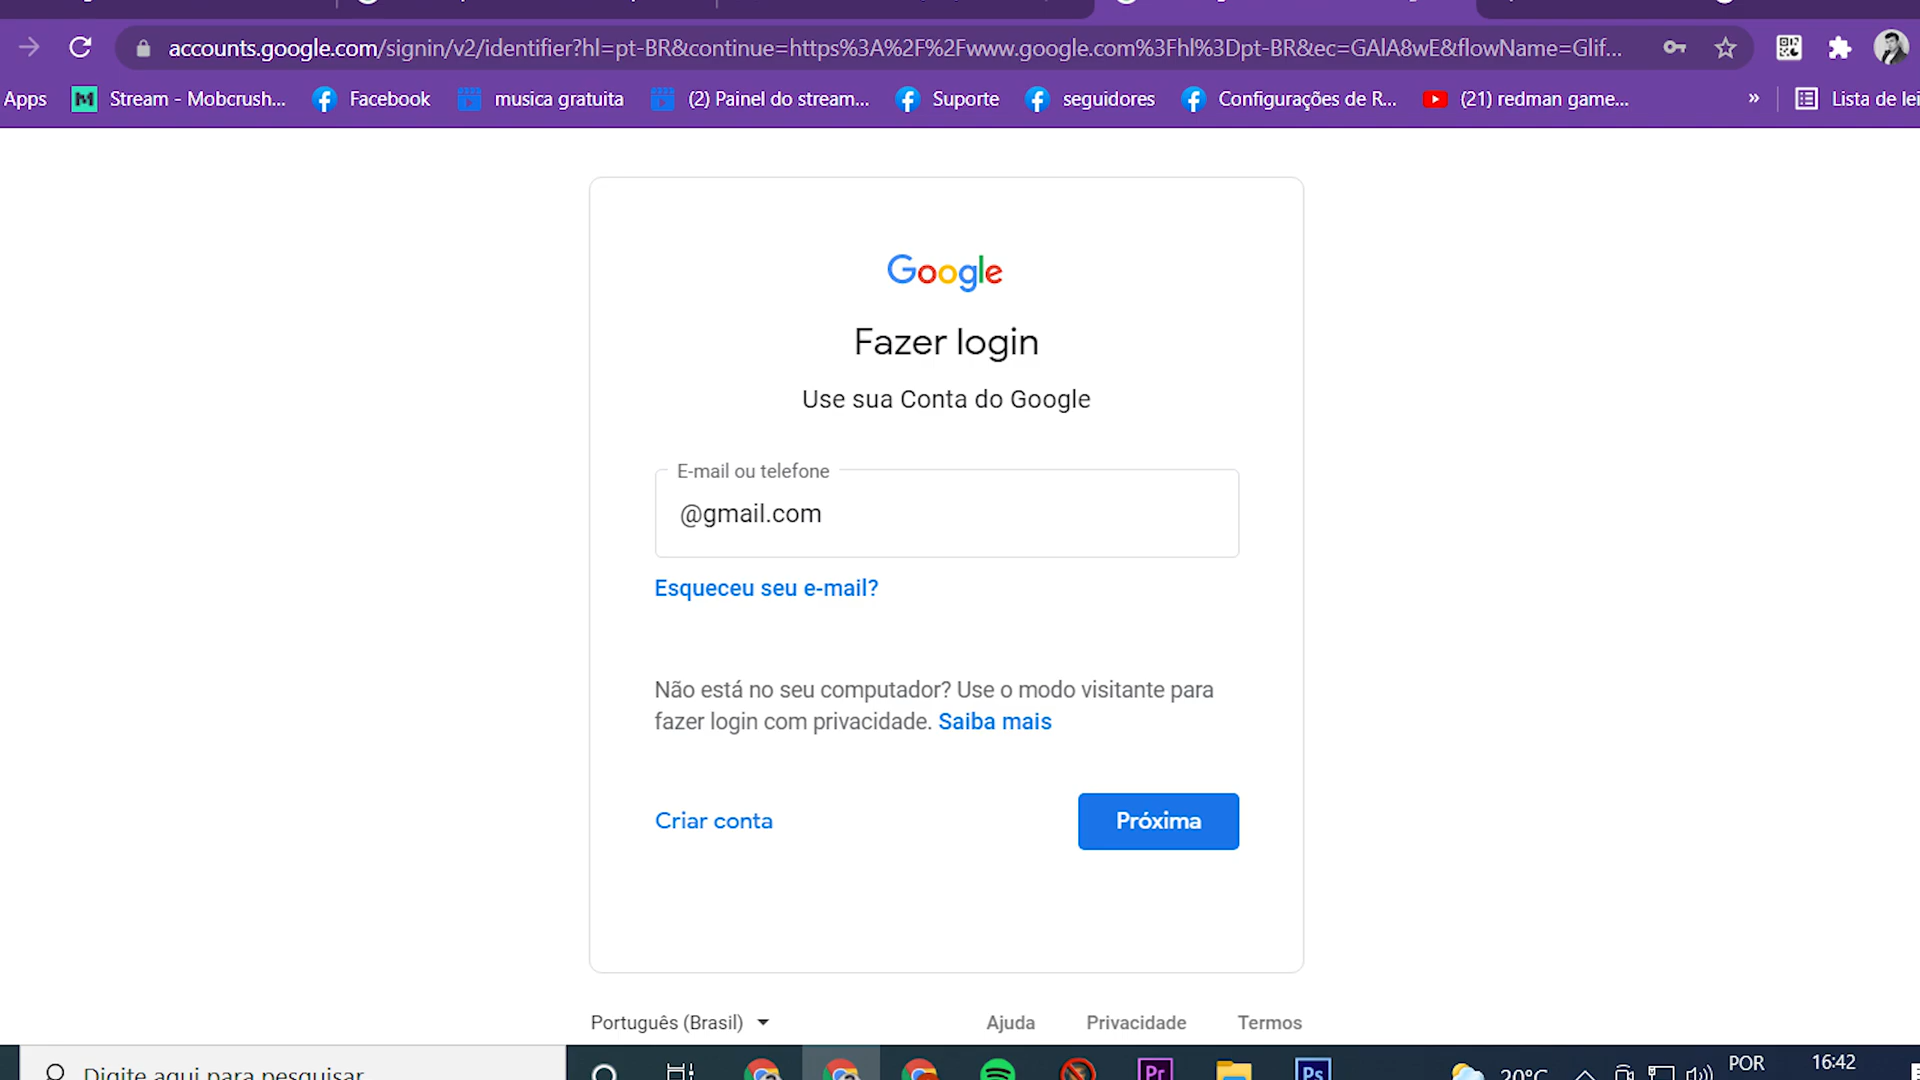 accounts.google.com/signin/v2/identifier?hl=pt-BR&continue=https%3A%2F%2Fwww.google.com%3Fhl%3Dpt-BR&ec=GAlA8wE&flowName=Glif...
Apps Stream - Mobcrush... Facebook musica gratuita (2) Painel do stream... Suporte seguidores Configurações de R... (21) redman game... » Lista de lei
Google
Fazer login
Use sua Conta do Google
E-mail ou telefone
@gmail.com
Esqueceu seu e-mail?
Não está no seu computador? Use o modo visitante para
fazer login com privacidade. Saiba mais
Criar conta Próxima
Português (Brasil) Ajuda Privacidade Termos
Digite aqui para pesquisar Pr Ps 20°C POR 16:42